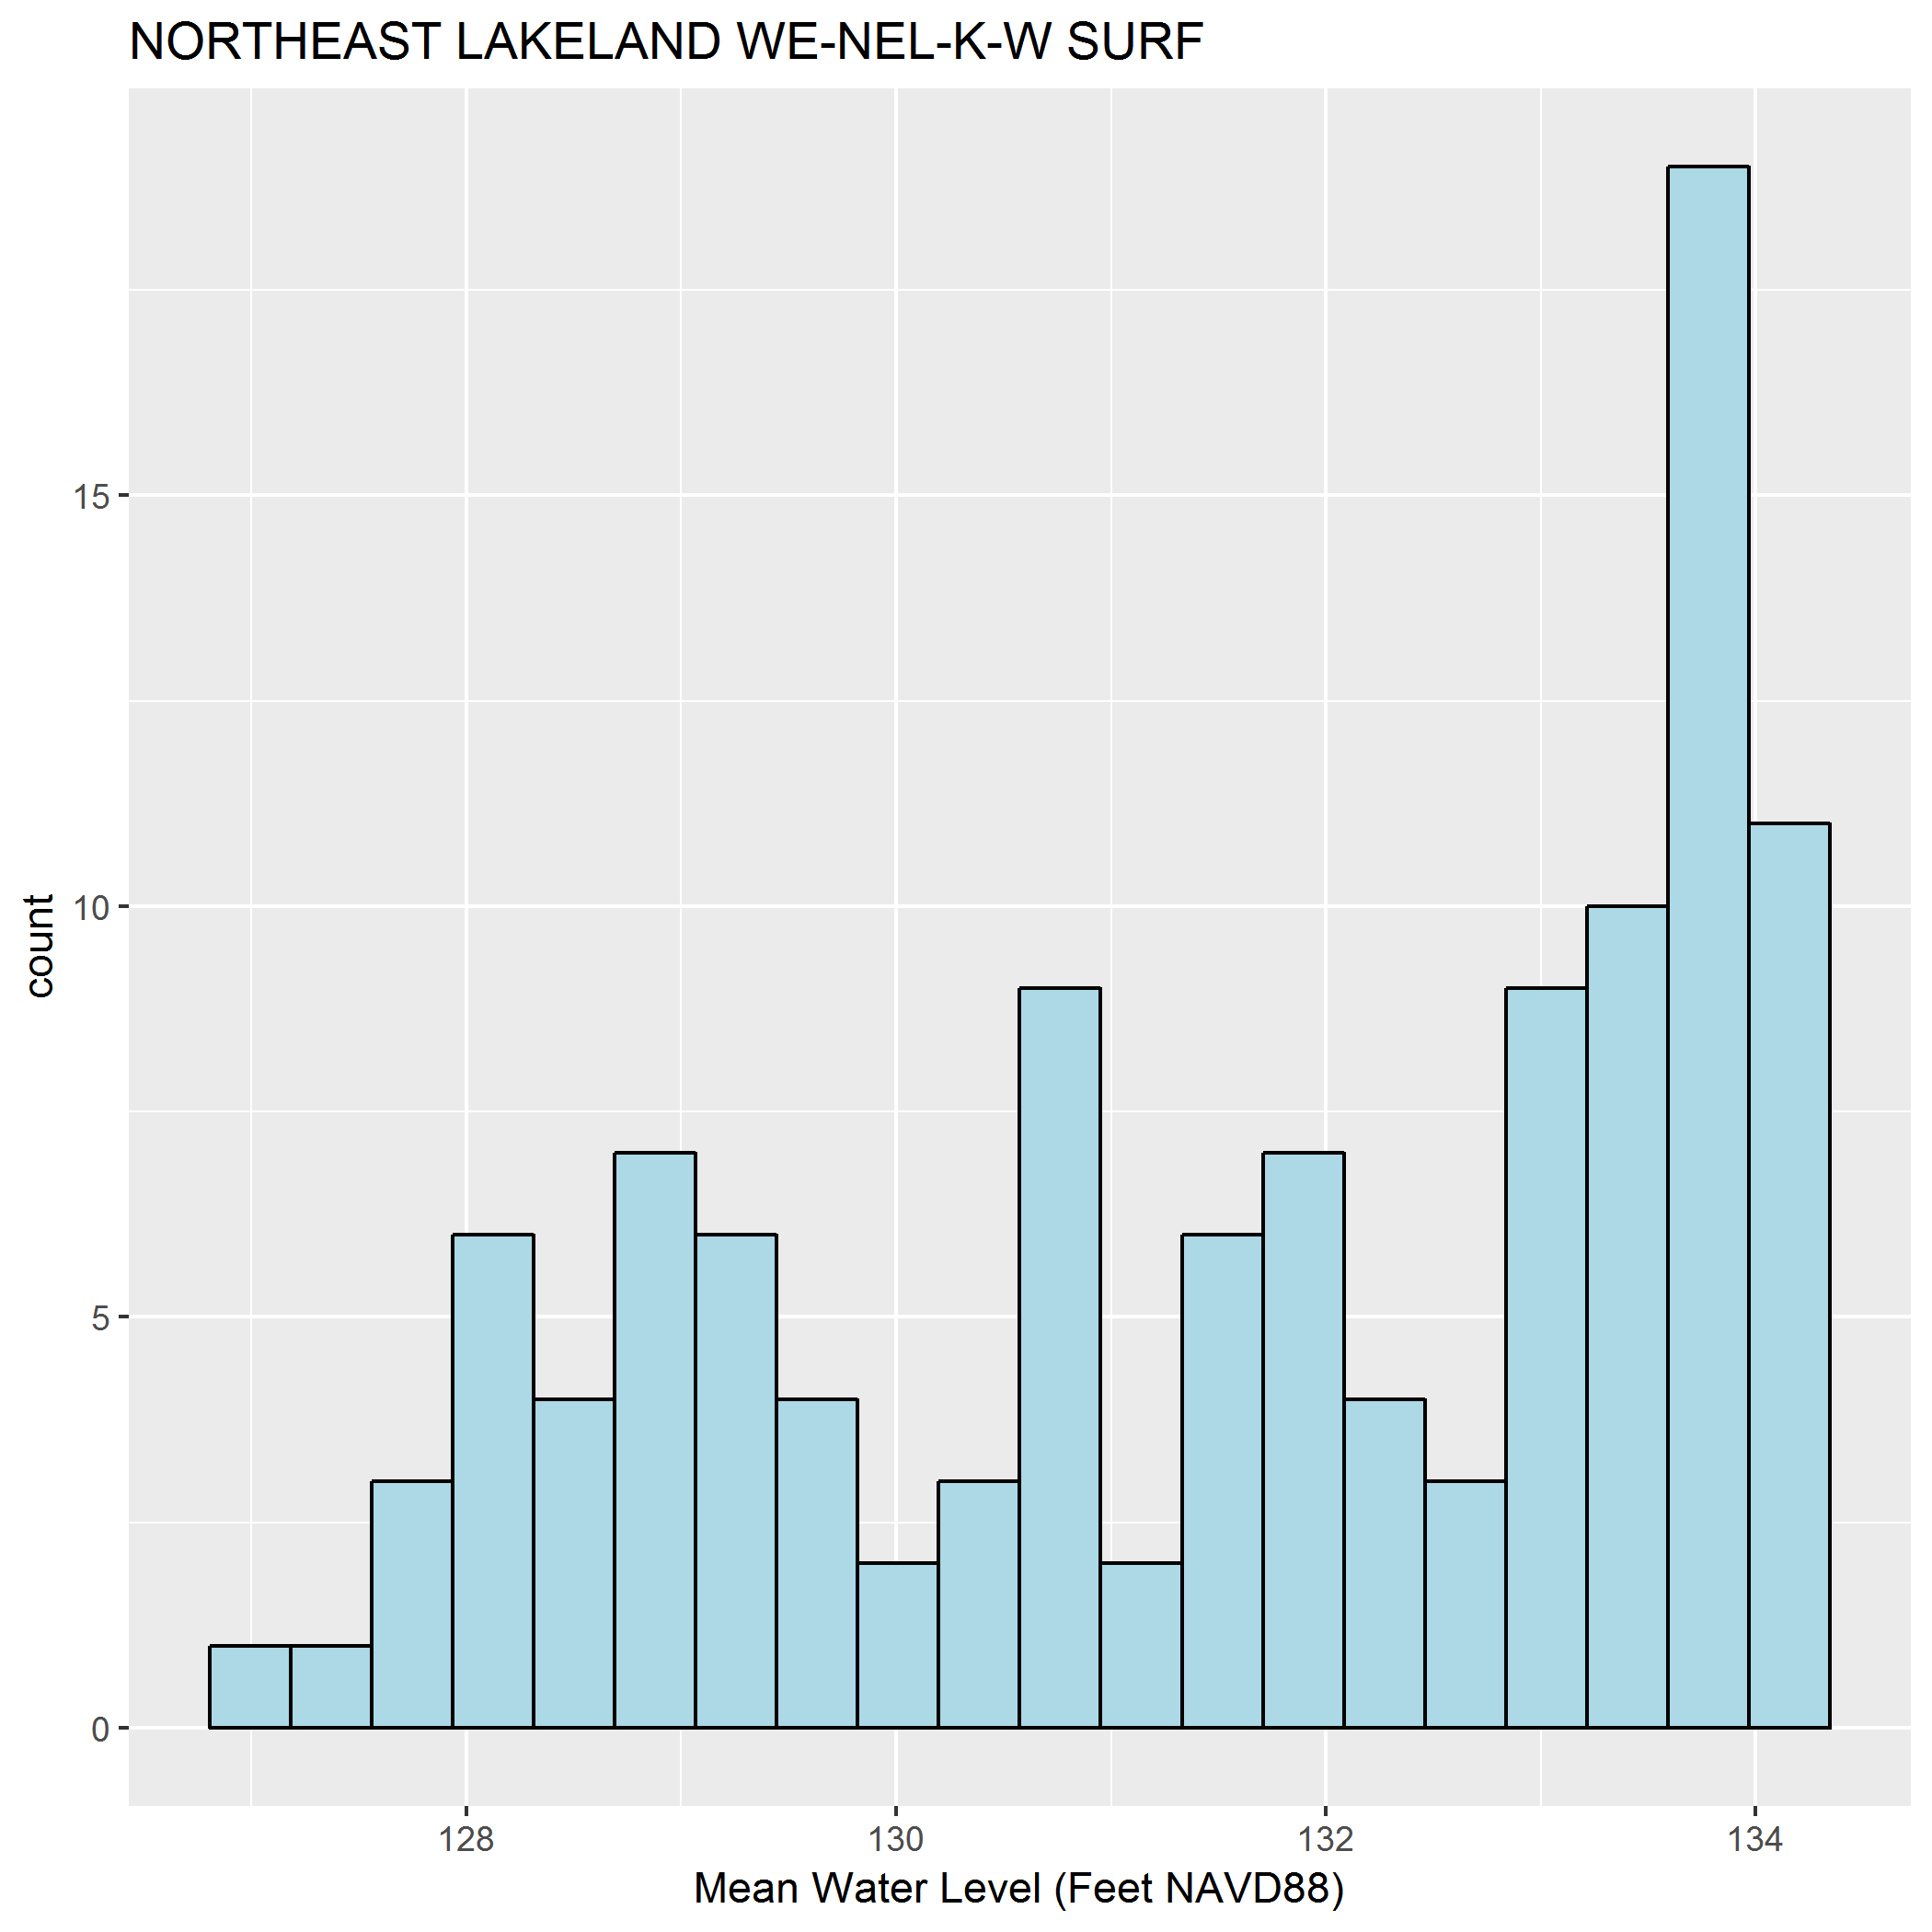 NORTHEAST LAKELAND WE-NEL-K-W SURF
15
10
5
0
count
128 130 132 134
Mean Water Level (Feet NAVD88)